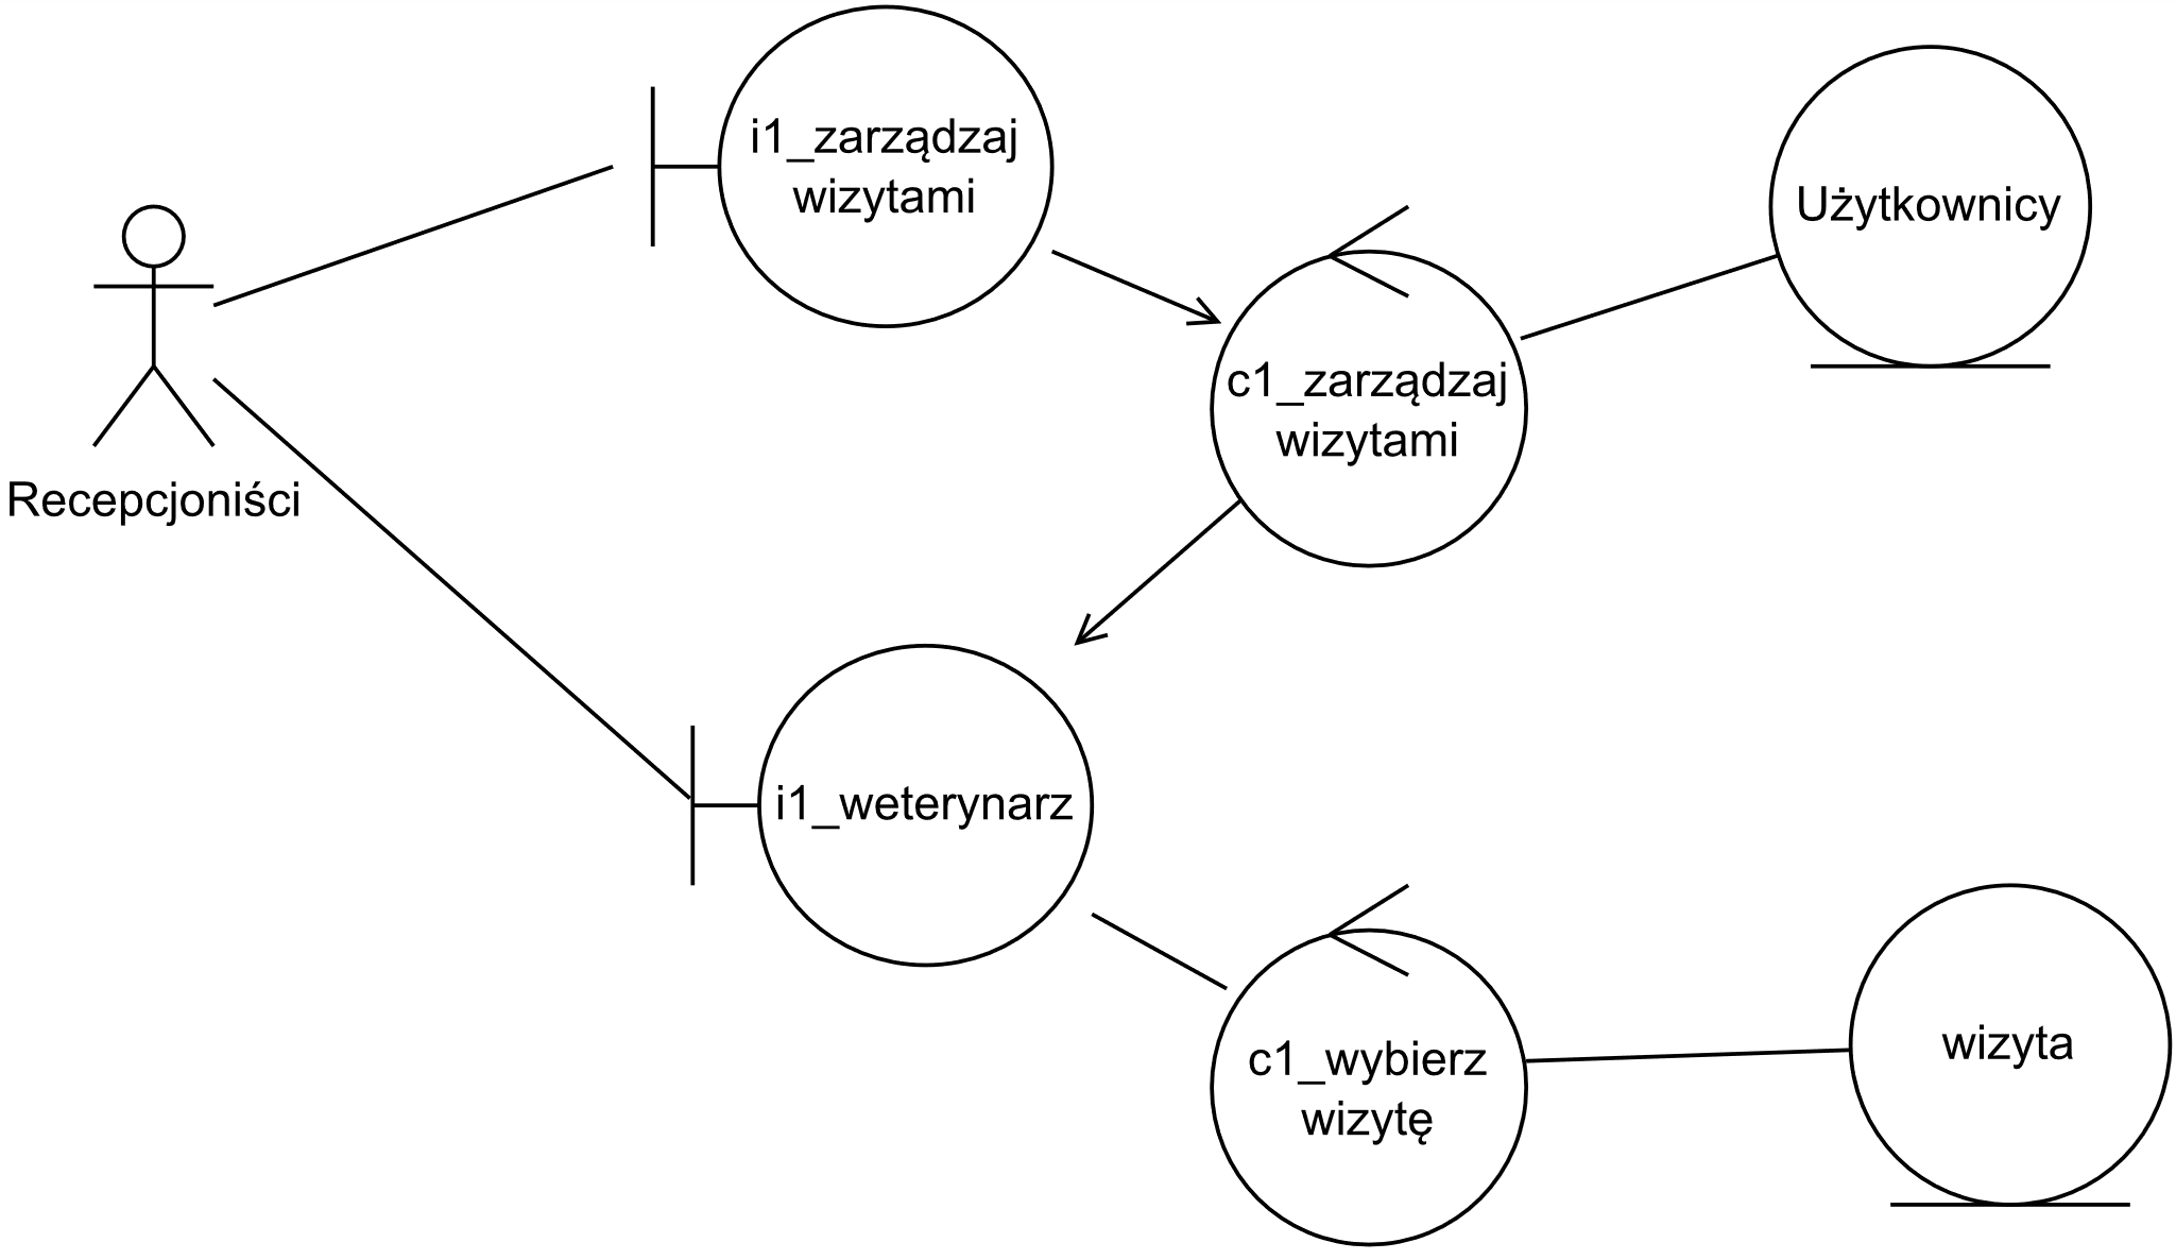 i1_zarządzaj
wizytami
Użytkownicy
c1_zarządzaj
wizytami
Recepcjoniści
i1_weterynarz
c1_wybierz
wizytę
wizyta